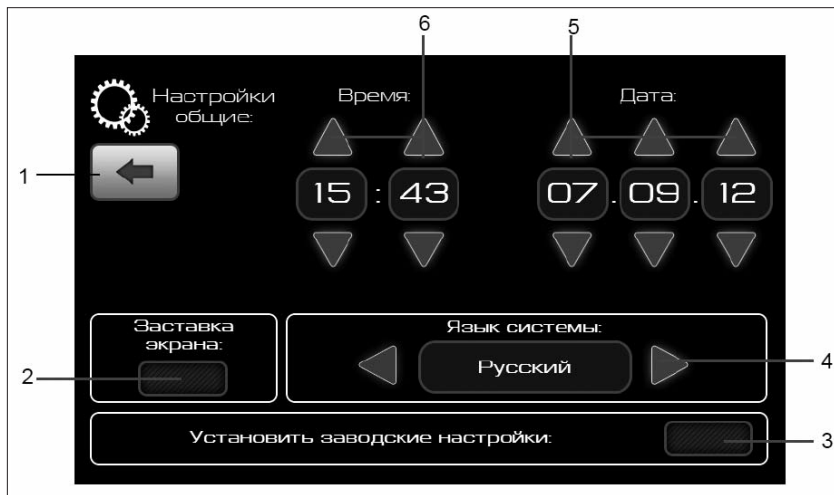 6 5
Настройки общие:
Время:
Дата:
1
15 : 43
07.09.12
Заставка экрана:
2
Язык системы:
Русский
4
Установить заводские настройки:
3